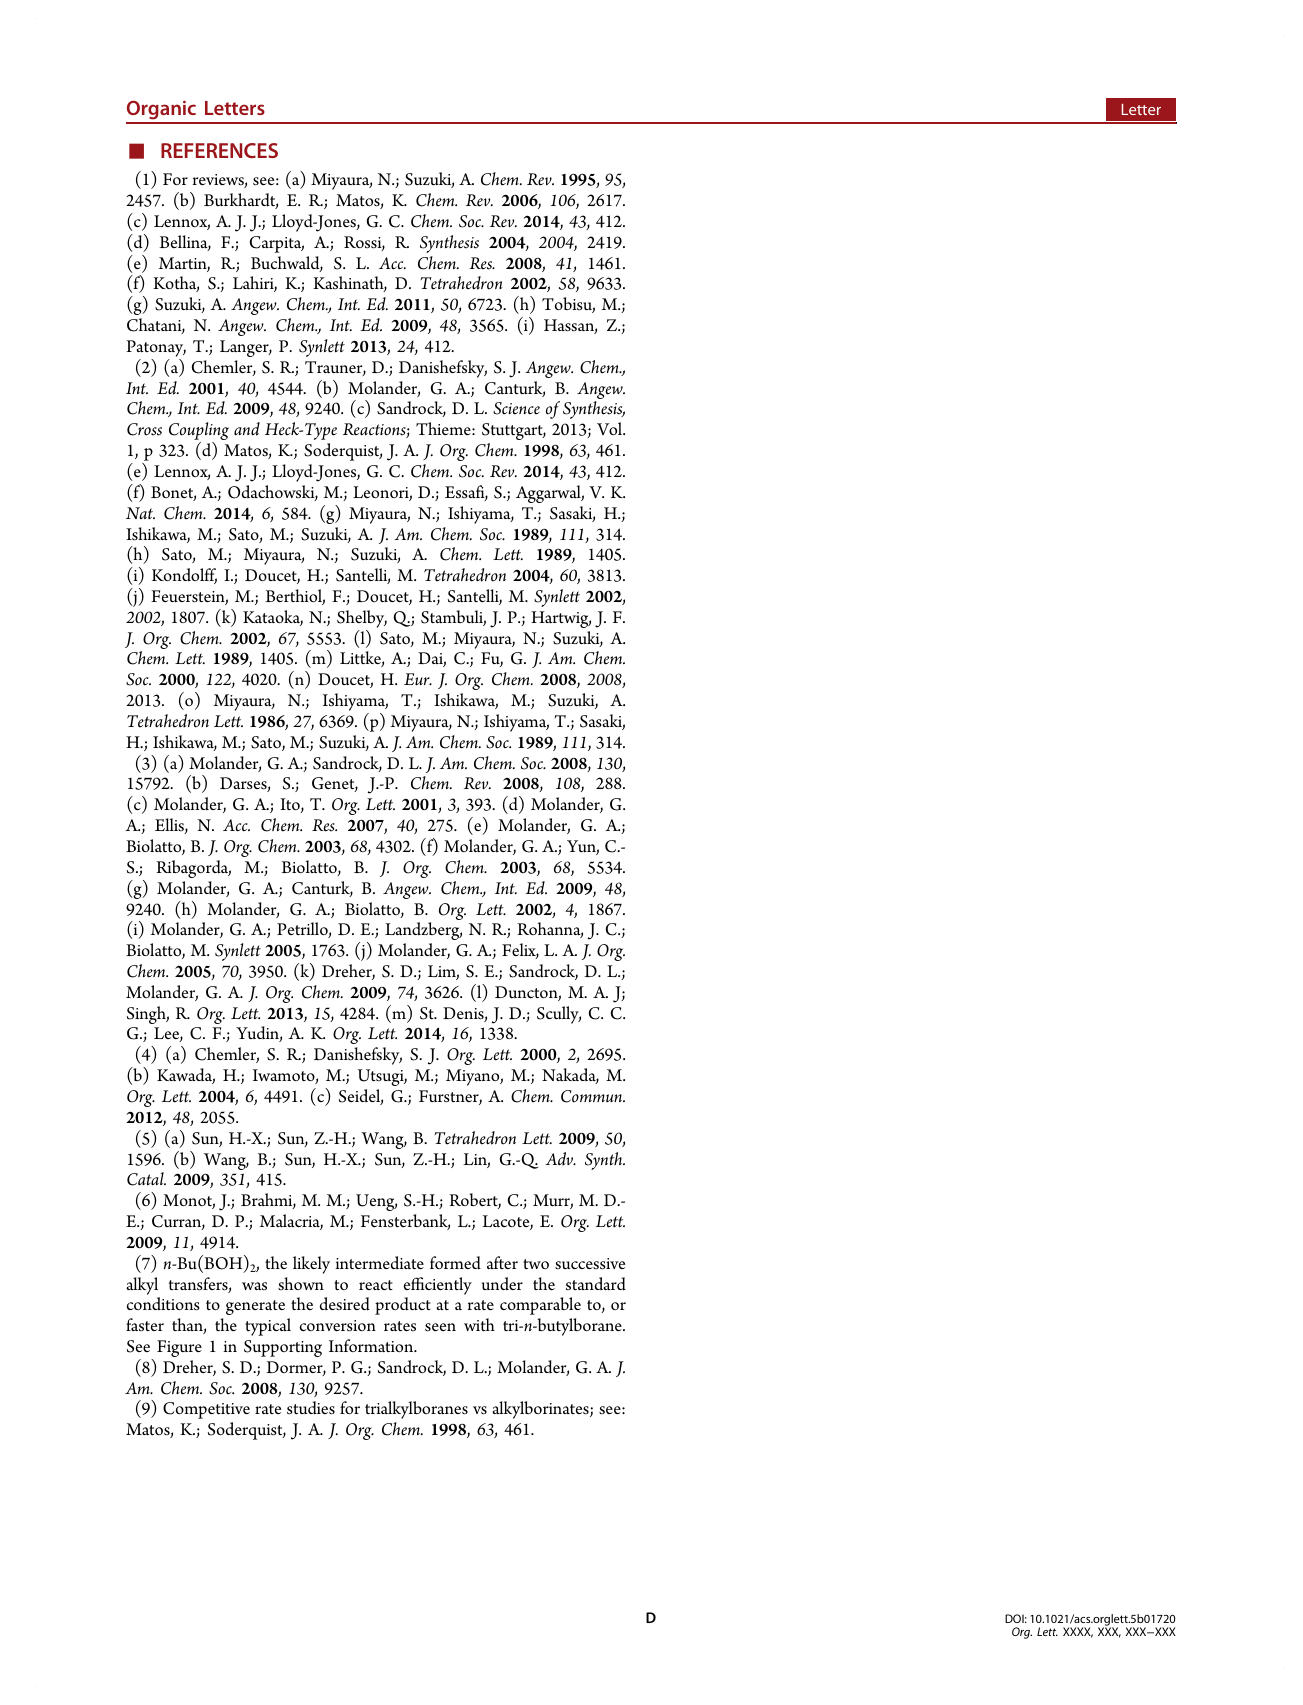 Organic Letters
Letter
■ REFERENCES
(1) For reviews, see: (a) Miyaura, N.; Suzuki, A. Chem. Rev. 1995, 95,
2457. (b) Burkhardt, E. R.; Matos, K. Chem. Rev. 2006, 106, 2617.
(c) Lennox, A. J. J.; Lloyd-Jones, G. C. Chem. Soc. Rev. 2014, 43, 412.
(d) Bellina, F.; Carpita, A.; Rossi, R. Synthesis 2004, 2004, 2419.
(e) Martin, R.; Buchwald, S. L. Acc. Chem. Res. 2008, 41, 1461.
(f) Kotha, S.; Lahiri, K.; Kashinath, D. Tetrahedron 2002, 58, 9633.
(g) Suzuki, A. Angew. Chem., Int. Ed. 2011, 50, 6723. (h) Tobisu, M.;
Chatani, N. Angew. Chem., Int. Ed. 2009, 48, 3565. (i) Hassan, Z.;
Patonay, T.; Langer, P. Synlett 2013, 24, 412.
(2) (a) Chemler, S. R.; Trauner, D.; Danishefsky, S. J. Angew. Chem.,
Int. Ed. 2001, 40, 4544. (b) Molander, G. A.; Canturk, B. Angew.
Chem., Int. Ed. 2009, 48, 9240. (c) Sandrock, D. L. Science of Synthesis,
Cross Coupling and Heck-Type Reactions; Thieme: Stuttgart, 2013; Vol.
1, p 323. (d) Matos, K.; Soderquist, J. A. J. Org. Chem. 1998, 63, 461.
(e) Lennox, A. J. J.; Lloyd-Jones, G. C. Chem. Soc. Rev. 2014, 43, 412.
(f) Bonet, A.; Odachowski, M.; Leonori, D.; Essafi, S.; Aggarwal, V. K.
Nat. Chem. 2014, 6, 584. (g) Miyaura, N.; Ishiyama, T.; Sasaki, H.;
Ishikawa, M.; Sato, M.; Suzuki, A. J. Am. Chem. Soc. 1989, 111, 314.
(h) Sato, M.; Miyaura, N.; Suzuki, A. Chem. Lett. 1989, 1405.
(i) Kondolff, I.; Doucet, H.; Santelli, M. Tetrahedron 2004, 60, 3813.
(j) Feuerstein, M.; Berthiol, F.; Doucet, H.; Santelli, M. Synlett 2002,
2002, 1807. (k) Kataoka, N.; Shelby, Q.; Stambuli, J. P.; Hartwig, J. F.
J. Org. Chem. 2002, 67, 5553. (l) Sato, M.; Miyaura, N.; Suzuki, A.
Chem. Lett. 1989, 1405. (m) Littke, A.; Dai, C.; Fu, G. J. Am. Chem.
Soc. 2000, 122, 4020. (n) Doucet, H. Eur. J. Org. Chem. 2008, 2008,
2013. (o) Miyaura, N.; Ishiyama, T.; Ishikawa, M.; Suzuki, A.
Tetrahedron Lett. 1986, 27, 6369. (p) Miyaura, N.; Ishiyama, T.; Sasaki,
H.; Ishikawa, M.; Sato, M.; Suzuki, A. J. Am. Chem. Soc. 1989, 111, 314.
(3) (a) Molander, G. A.; Sandrock, D. L. J. Am. Chem. Soc. 2008, 130,
15792. (b) Darses, S.; Genet, J.-P. Chem. Rev. 2008, 108, 288.
(c) Molander, G. A.; Ito, T. Org. Lett. 2001, 3, 393. (d) Molander, G.
A.; Ellis, N. Acc. Chem. Res. 2007, 40, 275. (e) Molander, G. A.;
Biolatto, B. J. Org. Chem. 2003, 68, 4302. (f) Molander, G. A.; Yun, C.-
S.; Ribagorda, M.; Biolatto, B. J. Org. Chem. 2003, 68, 5534.
(g) Molander, G. A.; Canturk, B. Angew. Chem., Int. Ed. 2009, 48,
9240. (h) Molander, G. A.; Biolatto, B. Org. Lett. 2002, 4, 1867.
(i) Molander, G. A.; Petrillo, D. E.; Landzberg, N. R.; Rohanna, J. C.;
Biolatto, M. Synlett 2005, 1763. (j) Molander, G. A.; Felix, L. A. J. Org.
Chem. 2005, 70, 3950. (k) Dreher, S. D.; Lim, S. E.; Sandrock, D. L.;
Molander, G. A. J. Org. Chem. 2009, 74, 3626. (l) Duncton, M. A. J;
Singh, R. Org. Lett. 2013, 15, 4284. (m) St. Denis, J. D.; Scully, C. C.
G.; Lee, C. F.; Yudin, A. K. Org. Lett. 2014, 16, 1338.
(4) (a) Chemler, S. R.; Danishefsky, S. J. Org. Lett. 2000, 2, 2695.
(b) Kawada, H.; Iwamoto, M.; Utsugi, M.; Miyano, M.; Nakada, M.
Org. Lett. 2004, 6, 4491. (c) Seidel, G.; Furstner, A. Chem. Commun.
2012, 48, 2055.
(5) (a) Sun, H.-X.; Sun, Z.-H.; Wang, B. Tetrahedron Lett. 2009, 50,
1596. (b) Wang, B.; Sun, H.-X.; Sun, Z.-H.; Lin, G.-Q. Adv. Synth.
Catal. 2009, 351, 415.
(6) Monot, J.; Brahmi, M. M.; Ueng, S.-H.; Robert, C.; Murr, M. D.-
E.; Curran, D. P.; Malacria, M.; Fensterbank, L.; Lacote, E. Org. Lett.
2009, 11, 4914.
(7) n-Bu(BOH)2, the likely intermediate formed after two successive
alkyl transfers, was shown to react efficiently under the standard
conditions to generate the desired product at a rate comparable to, or
faster than, the typical conversion rates seen with tri-n-butylborane.
See Figure 1 in Supporting Information.
(8) Dreher, S. D.; Dormer, P. G.; Sandrock, D. L.; Molander, G. A. J.
Am. Chem. Soc. 2008, 130, 9257.
(9) Competitive rate studies for trialkylboranes vs alkylborinates; see:
Matos, K.; Soderquist, J. A. J. Org. Chem. 1998, 63, 461.
D
DOI: 10.1021/acs.orglett.5b01720
Org. Lett. XXXX, XXX, XXX−XXX